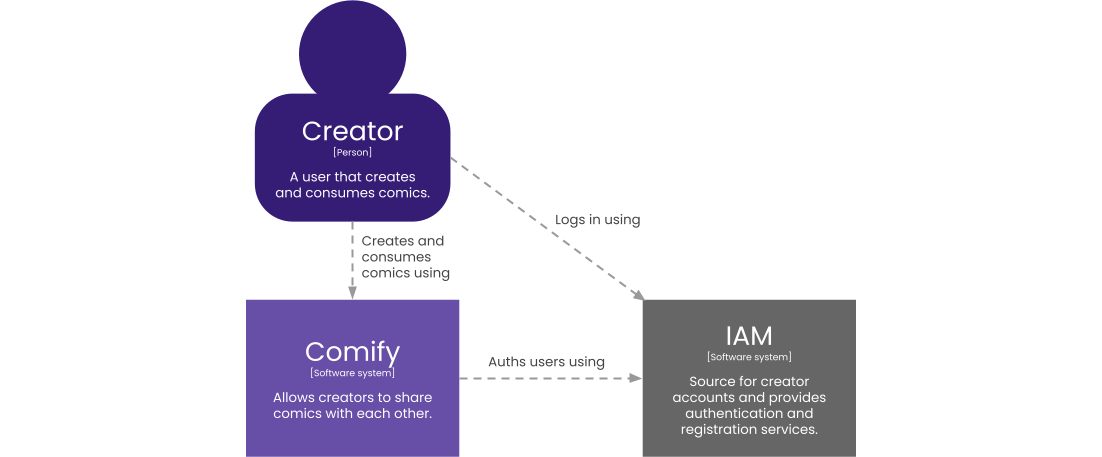 Creator
[Person]
A user that creates
and consumes comics.
Logs in using
Creates and
consumes
comics using
Comify
[Software system]
Allows creators to share
comics with each other.
Auths users using
IAM
[Software system]
Source for creator
accounts and provides
authentication and
registration services.